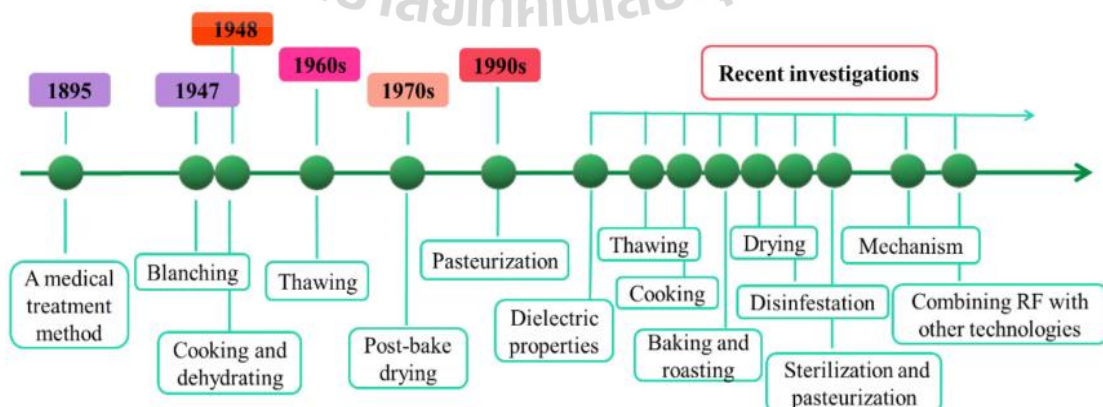 1948
1960s
1990s
1895
1947
1970s
Recent investigations
A medical
treatment
method
Blanching
Cooking and
dehydrating
Thawing
Post-bake
drying
Pasteurization
Dielectric
properties
Thawing
Cooking
Baking and
roasting
Drying
Disinfestation
Sterilization and
pasteurization
Mechanism
Combining RF with
other technologies